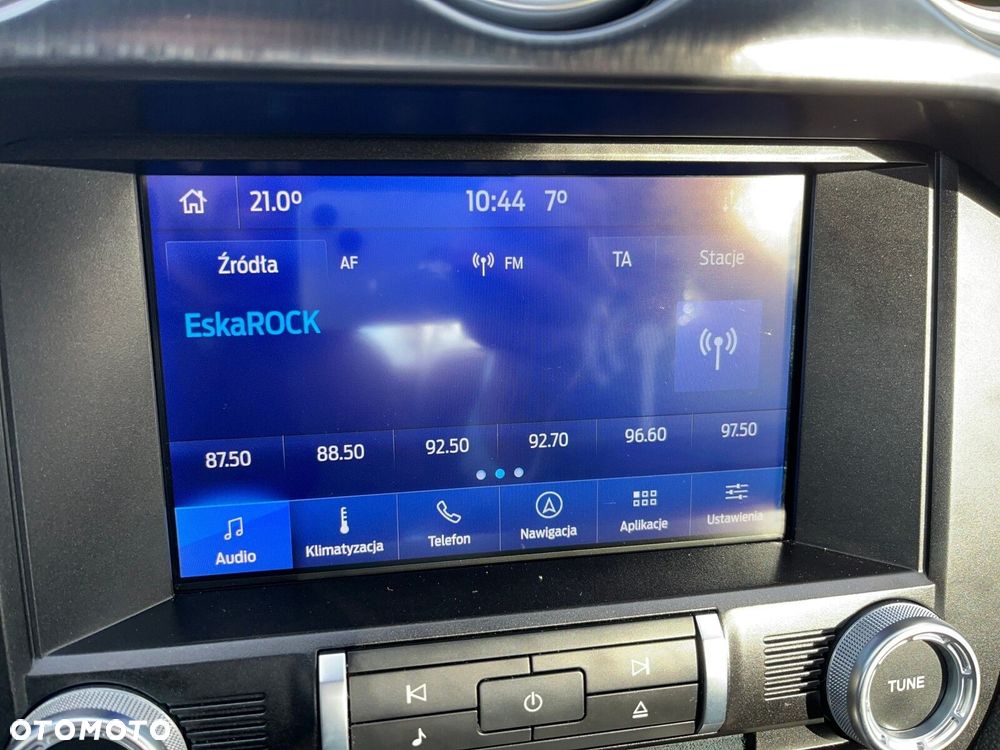 21.0° 10:44 7°
Źródła AF FM TA Stacje
EskaROCK
87.50 88.50 92.50 92.70 96.60 97.50
Audio Klimatyzacja Telefon Nawigacja Aplikacje Ustawienia
TUNE
OTOMOTO